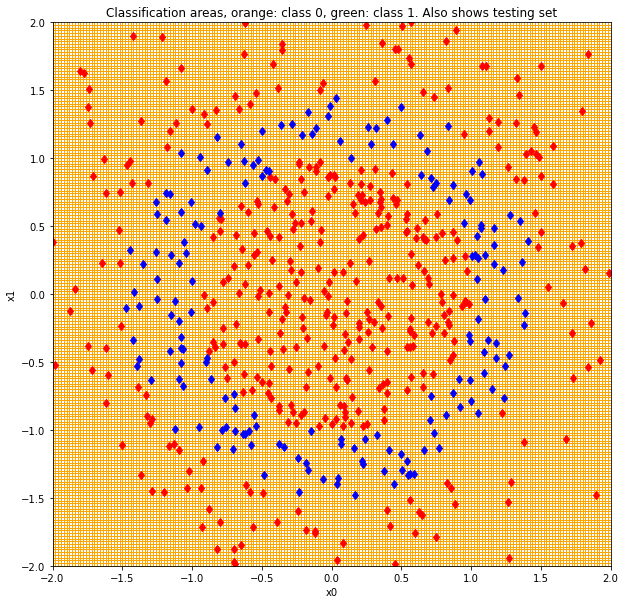 Classification areas, orange: class 0, green: class 1. Also shows testing set
2.0
1.5
1.0
0.5
0.0
−0.5
−1.0
−1.5
−2.0
x1
−2.0 −1.5 −1.0 −0.5 0.0 0.5 1.0 1.5 2.0
x0